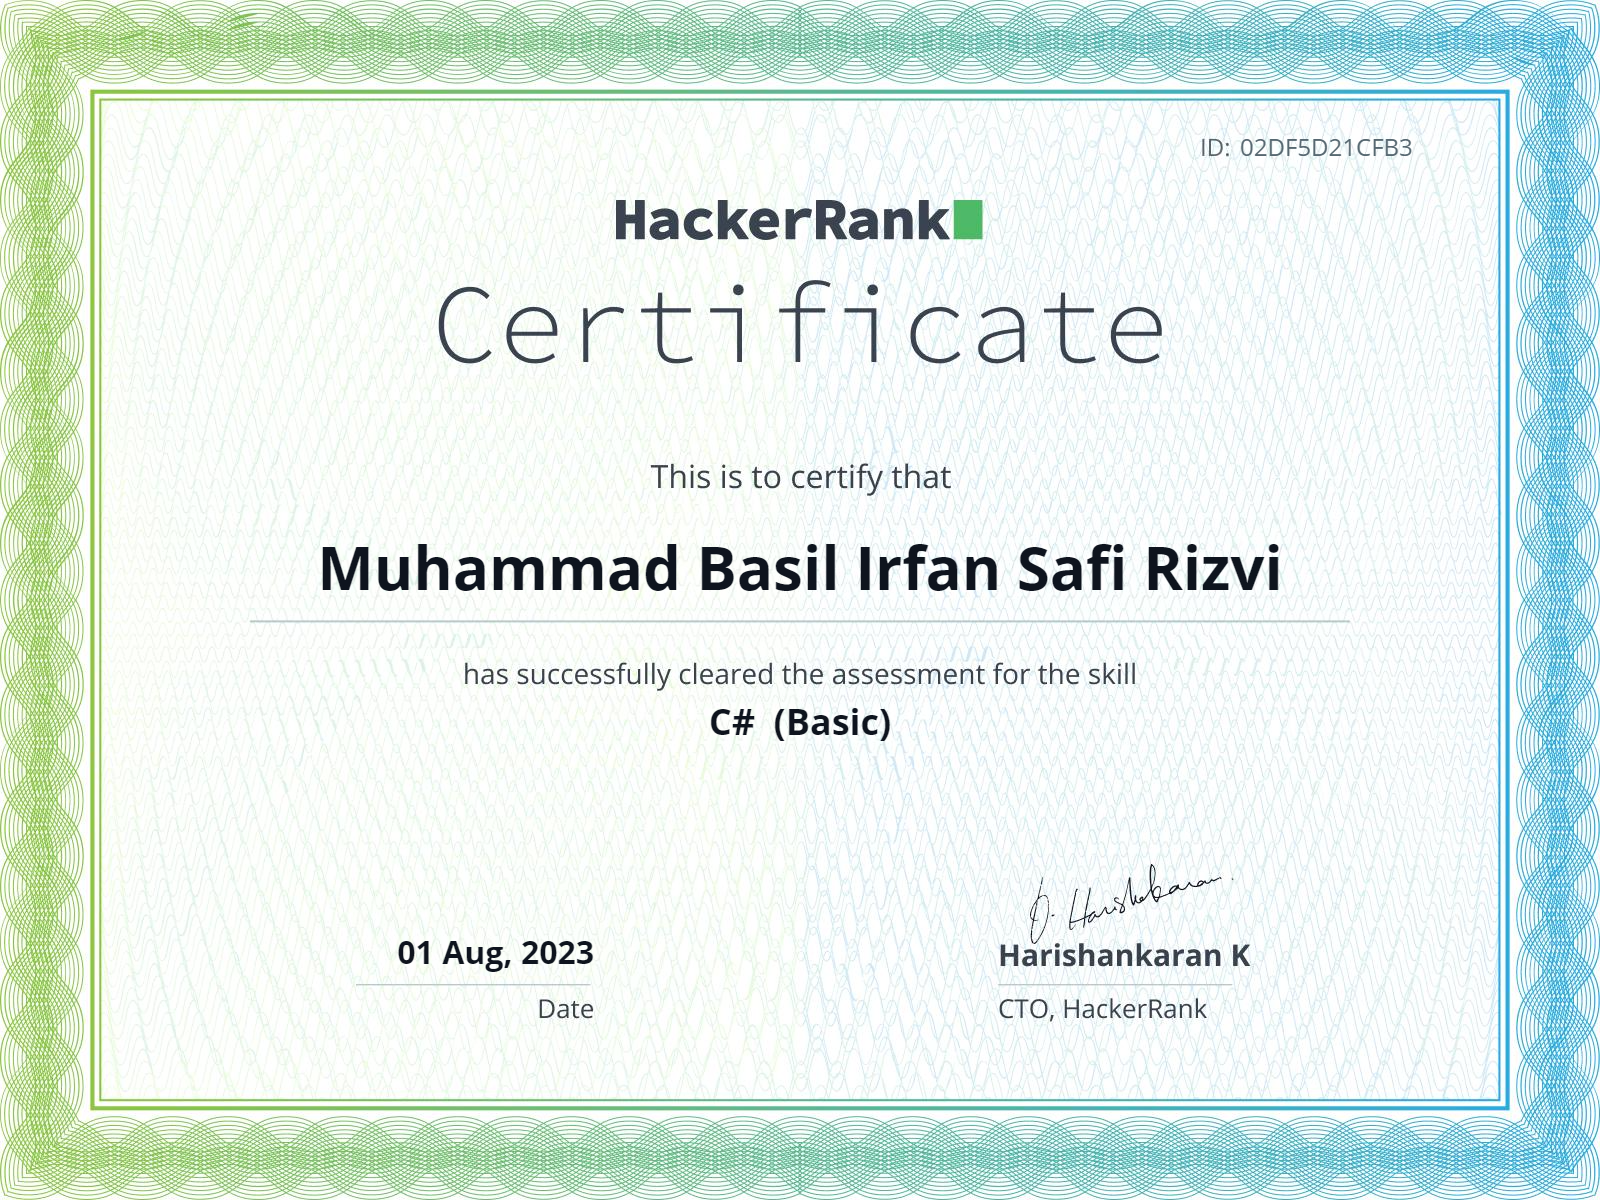 ID: 02DF5D21CFB3
HackerRank
Certificate
This is to certify that
Muhammad Basil Irfan Safi Rizvi
has successfully cleared the assessment for the skill
C# (Basic)
01 Aug, 2023
Date
Harishankaran K
CTO, HackerRank